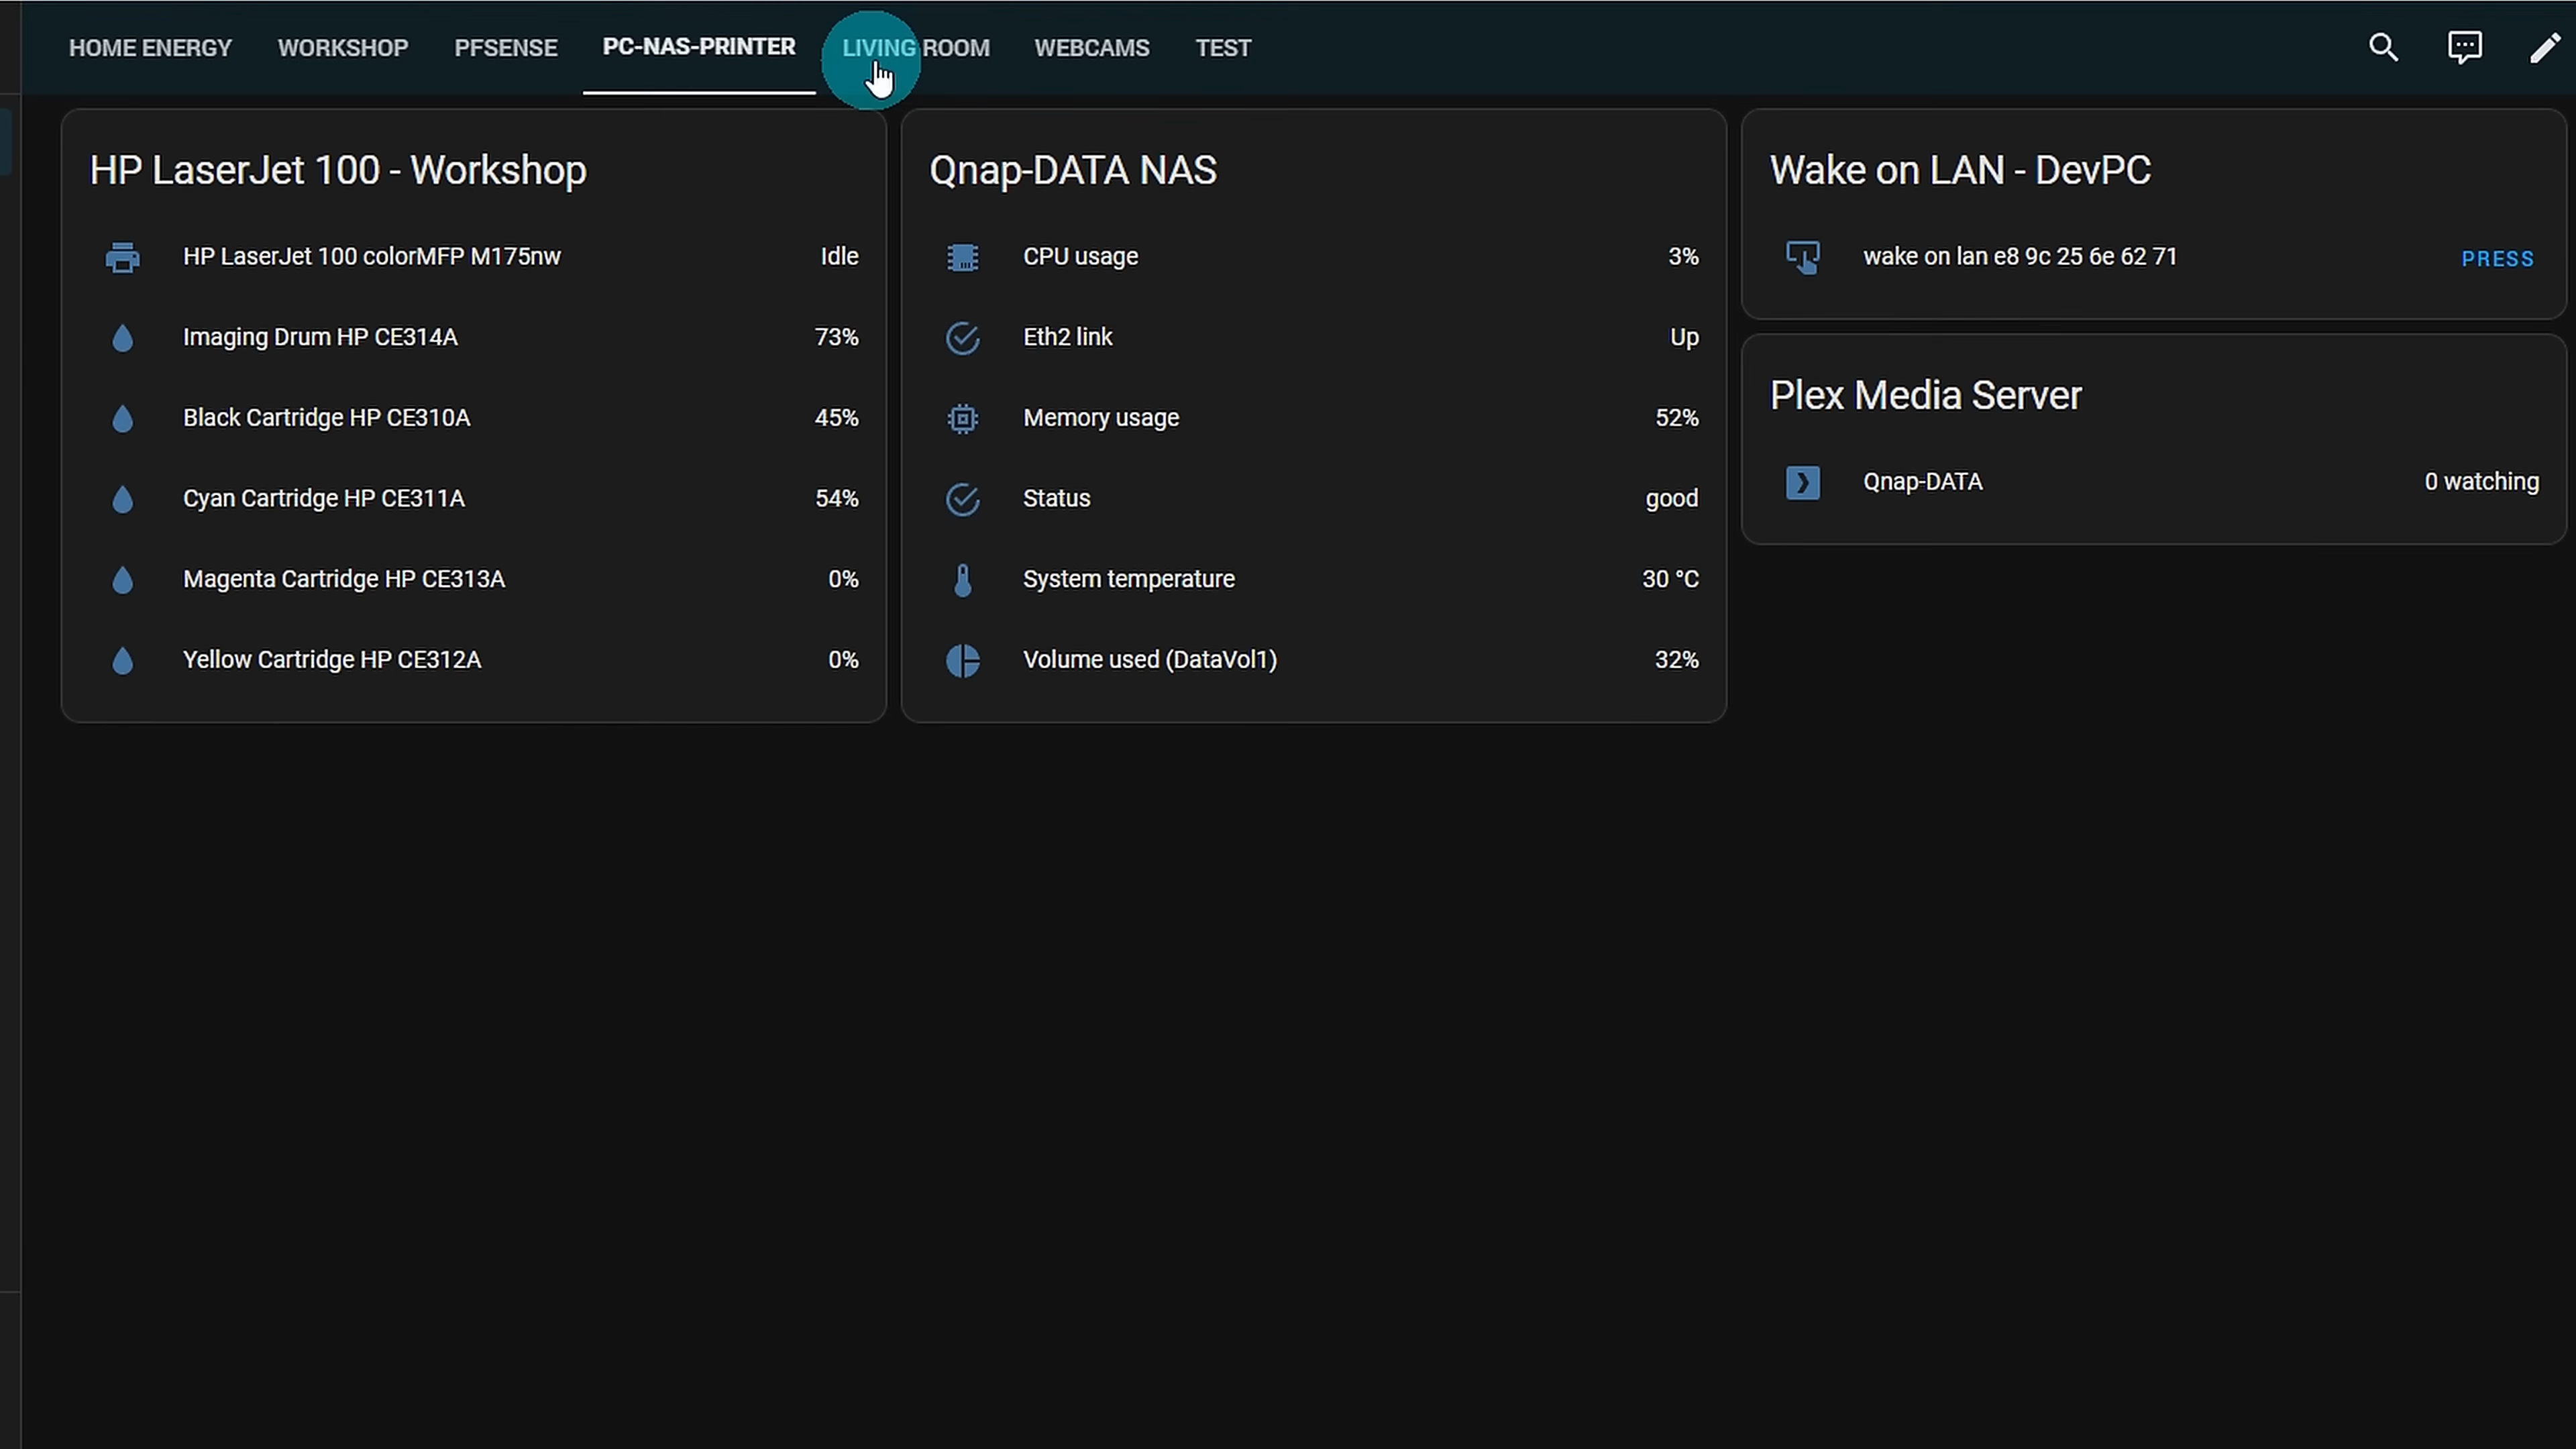 HOME ENERGY WORKSHOP PFSENSE PC-NAS-PRINTER LIVING ROOM WEBCAMS TEST
HP LaserJet 100 - Workshop
HP LaserJet 100 colorMFP M175nw Idle
Imaging Drum HP CE314A 73%
Black Cartridge HP CE310A 45%
Cyan Cartridge HP CE311A 54%
Magenta Cartridge HP CE313A 0%
Yellow Cartridge HP CE312A 0%
Qnap-DATA NAS
CPU usage 3%
Eth2 link Up
Memory usage 52%
Status good
System temperature 30 °C
Volume used (DataVol1) 32%
Wake on LAN - DevPC
wake on lan e8 9c 25 6e 62 71 PRESS
Plex Media Server
Qnap-DATA 0 watching